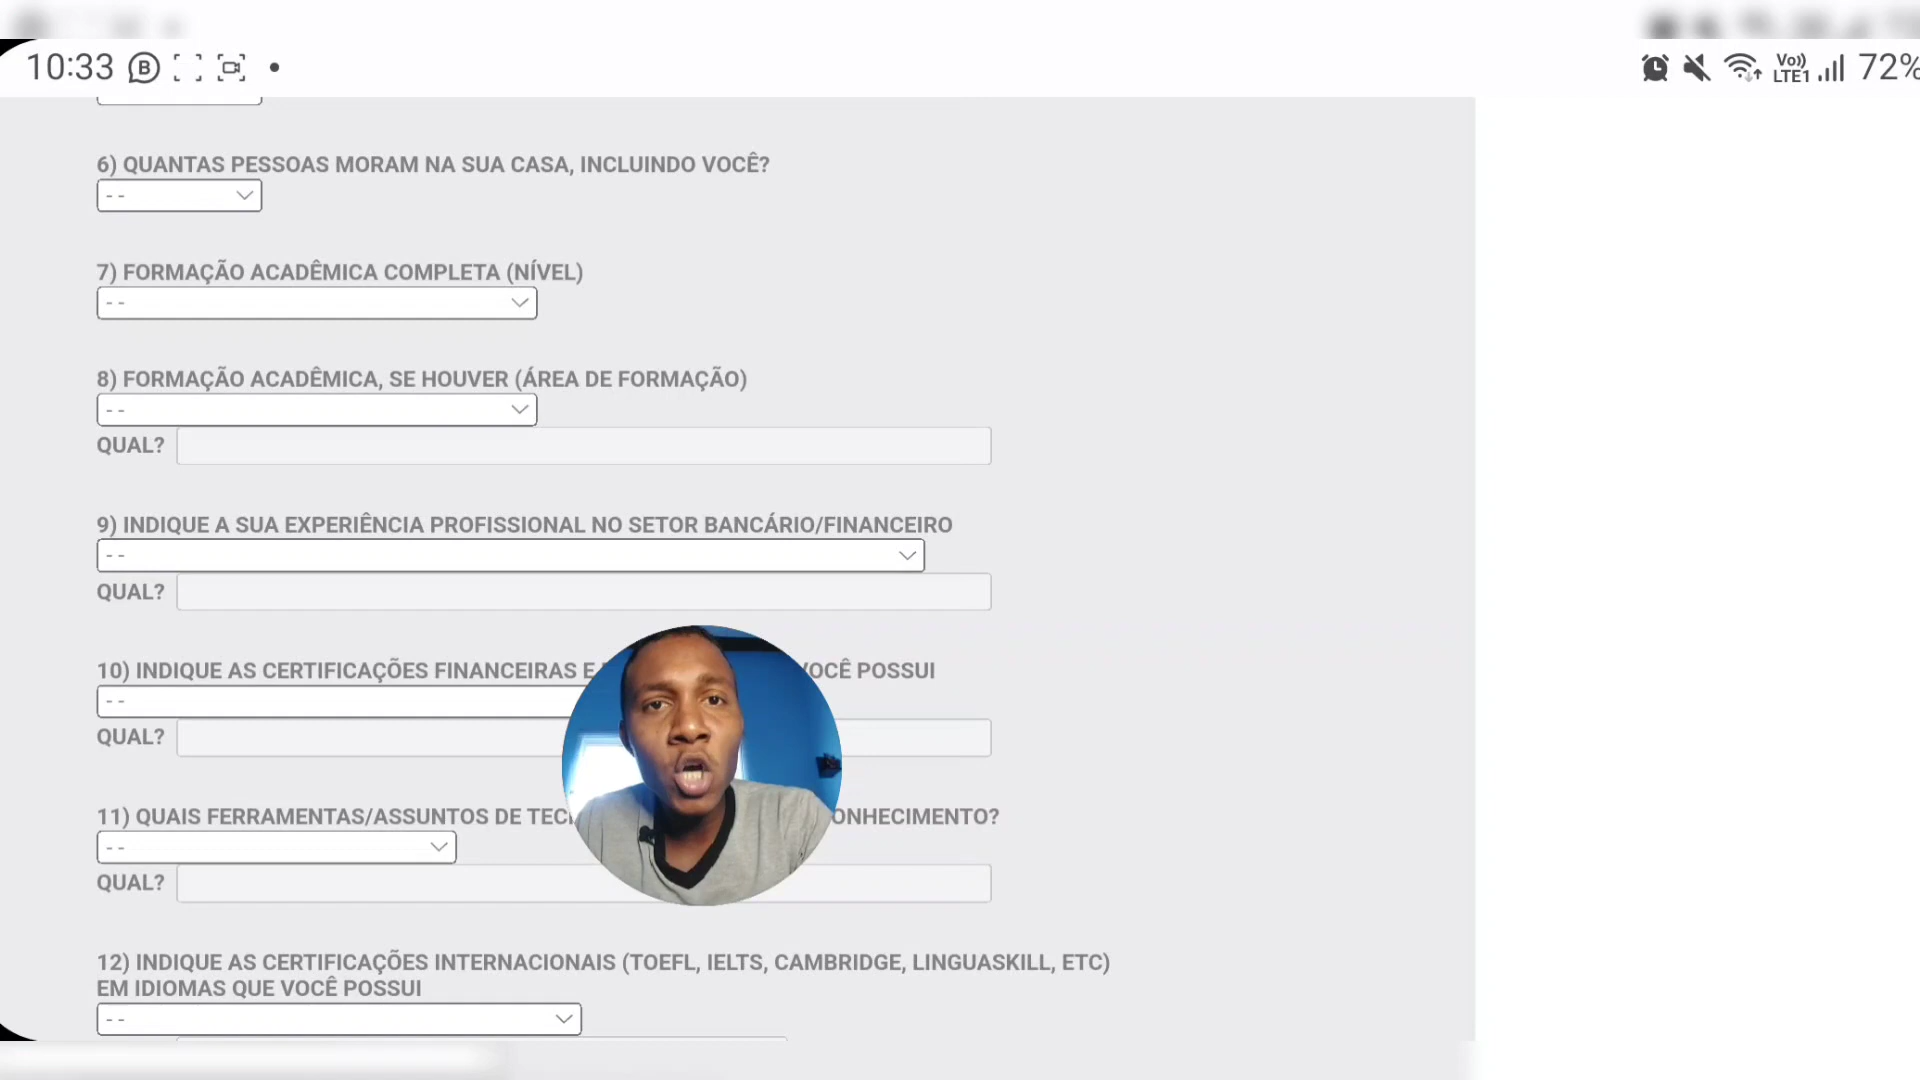 10:33
Vo))
LTE1
72%
6) QUANTAS PESSOAS MORAM NA SUA CASA, INCLUINDO VOCÊ?
- -
7) FORMAÇÃO ACADÊMICA COMPLETA (NÍVEL)
- -
8) FORMAÇÃO ACADÊMICA, SE HOUVER (ÁREA DE FORMAÇÃO)
- -
QUAL?
9) INDIQUE A SUA EXPERIÊNCIA PROFISSIONAL NO SETOR BANCÁRIO/FINANCEIRO
- -
QUAL?
10) INDIQUE AS CERTIFICAÇÕES FINANCEIRAS E VOCÊ POSSUI
- -
QUAL?
11) QUAIS FERRAMENTAS/ASSUNTOS DE
- -
QUAL?
12) INDIQUE AS CERTIFICAÇÕES INTERNACIONAIS (TOEFL, IELTS, CAMBRIDGE, LINGUASKILL, ETC)
EM IDIOMAS QUE VOCÊ POSSUI
- -